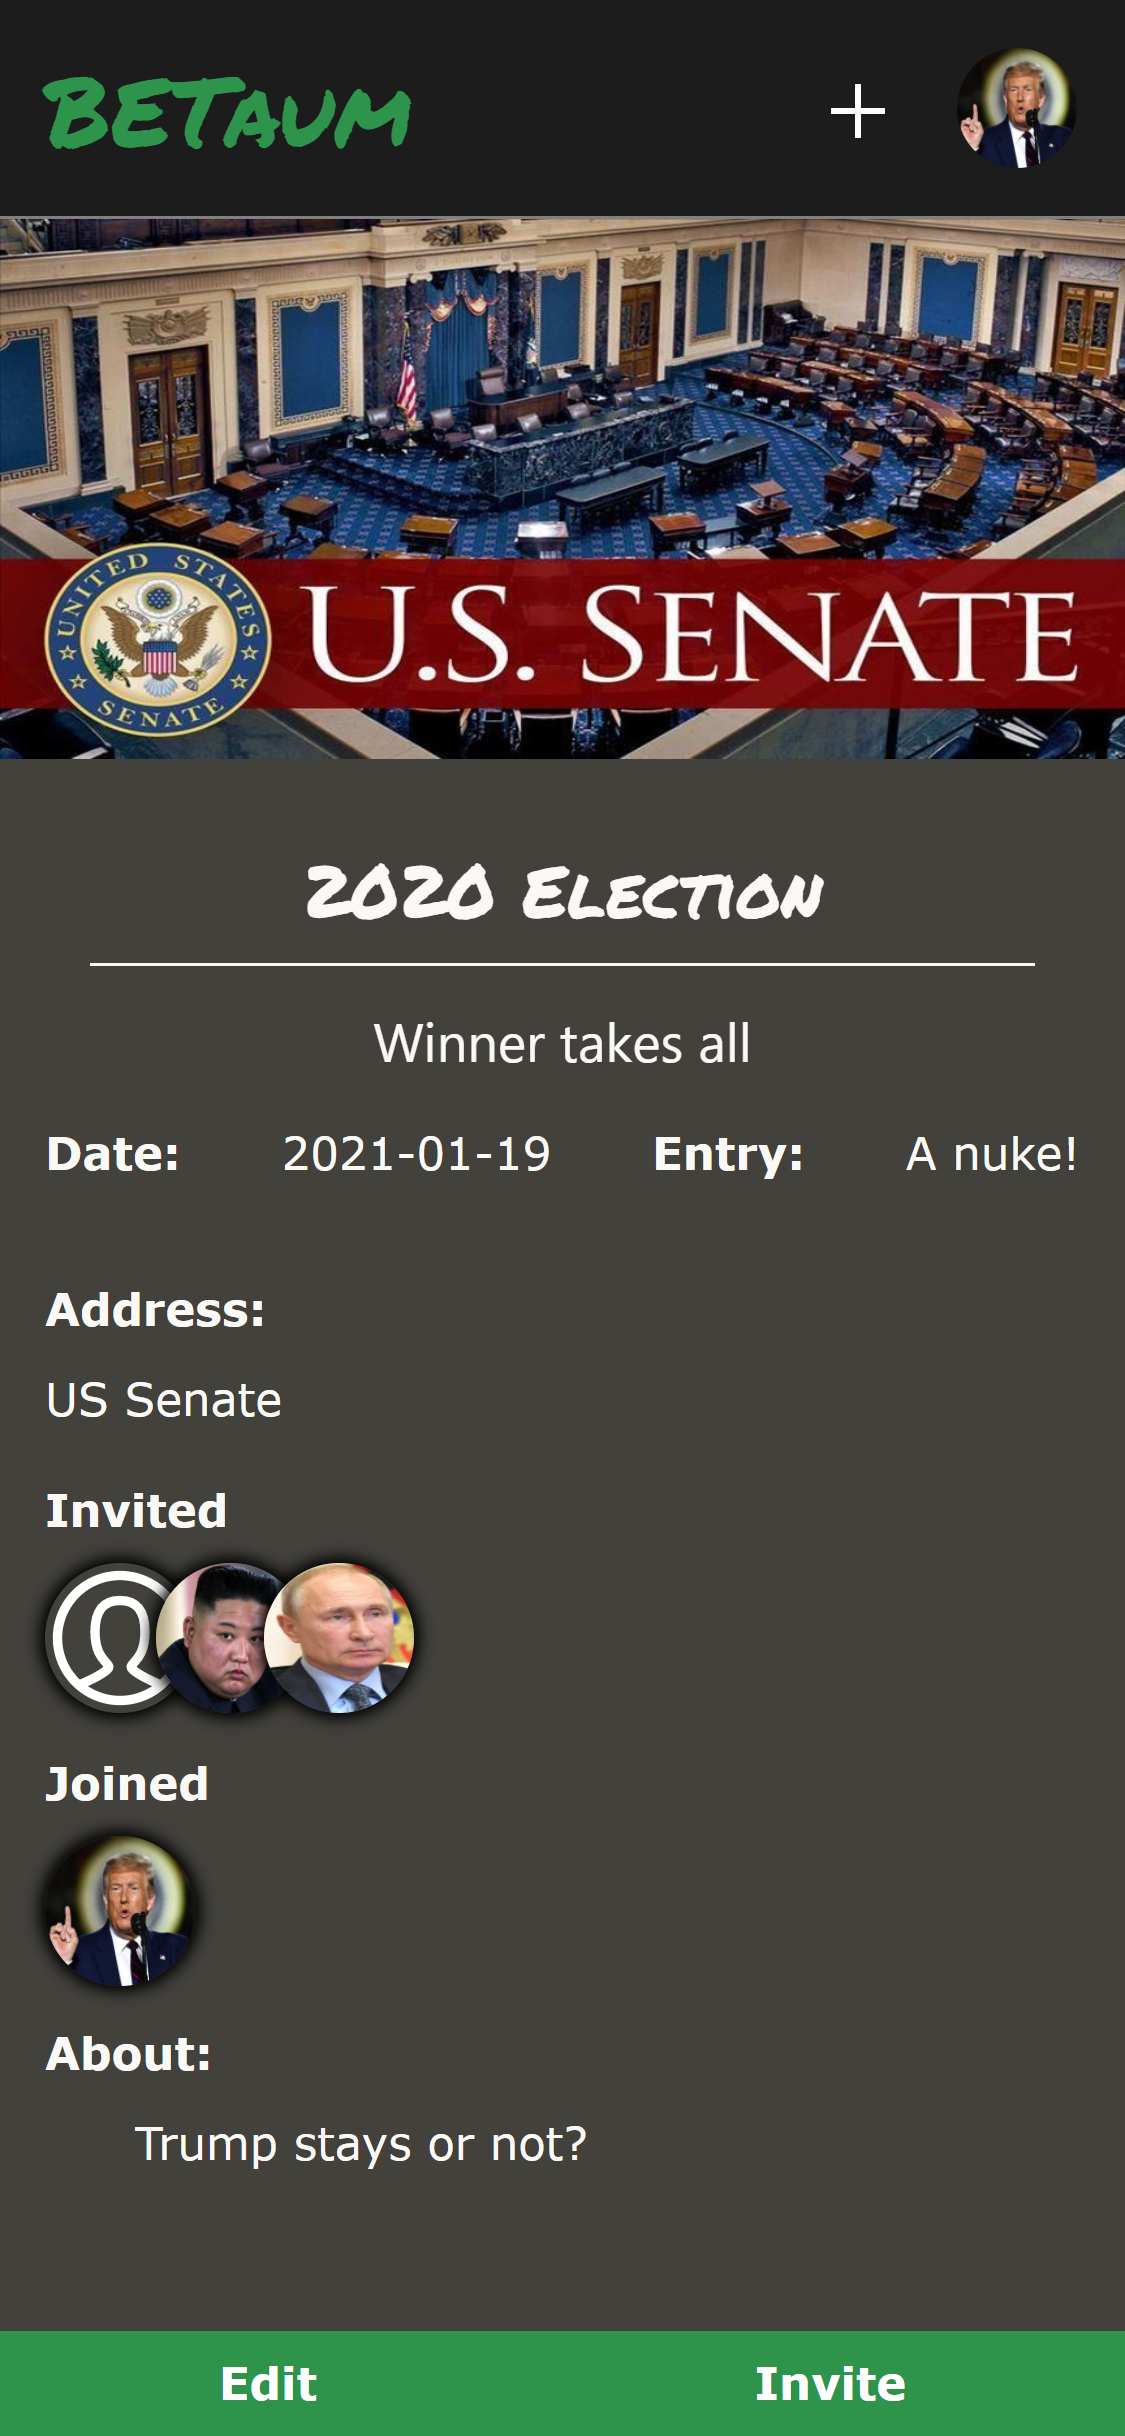 BETAUM
UNITED STATES
SENATE
U.S. SENATE
2020 ELECTION
Winner takes all
Date: 2021-01-19 Entry: A nuke!
Address:
US Senate
Invited
Joined
About:
Trump stays or not?
Edit Invite